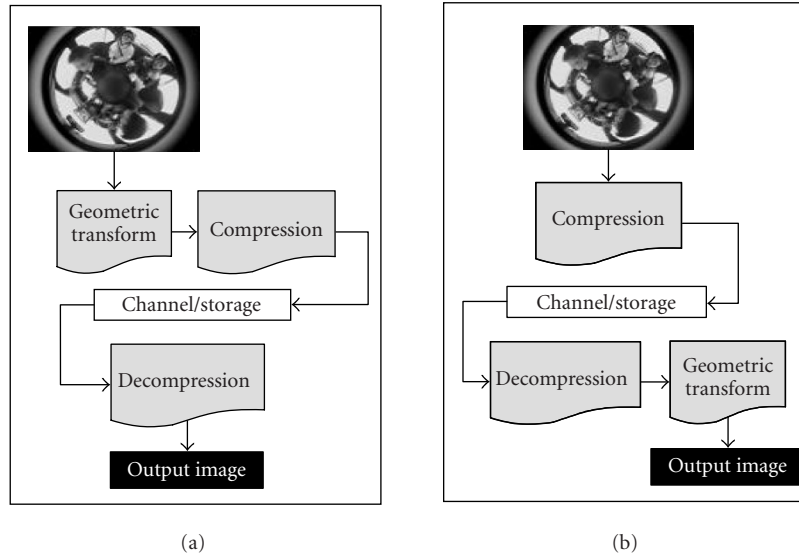 Geometric
transform
Compression
Channel/storage
Decompression
Output image
(a)
Compression
Channel/storage
Decompression
Geometric
transform
Output image
(b)